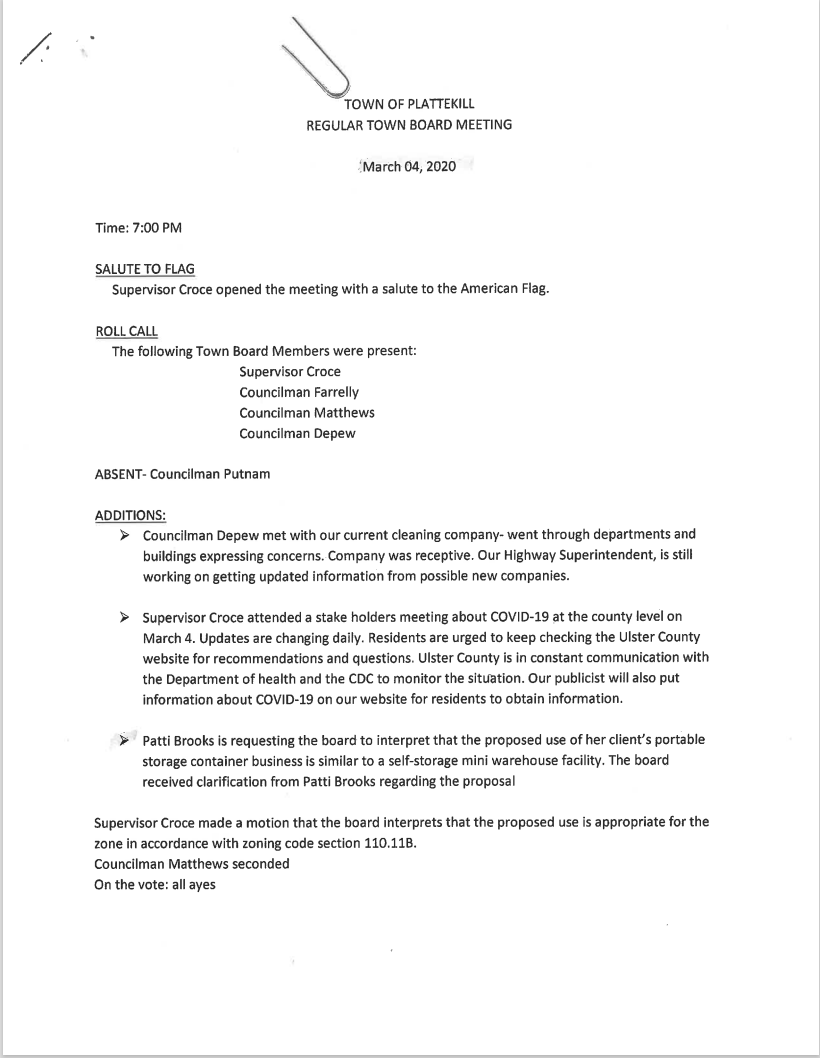 TOWN OF PLATTEKILL
REGULAR TOWN BOARD MEETING
March 04, 2020
Time: 7:00 PM
SALUTE TO FLAG
Supervisor Croce opened the meeting with a salute to the American Flag.
ROLL CALL
The following Town Board Members were present:
Supervisor Croce
Councilman Farrelly
Councilman Matthews
Councilman Depew
ABSENT- Councilman Putnam
ADDITIONS:
➢ Councilman Depew met with our current cleaning company- went through departments and
buildings expressing concerns. Company was receptive. Our Highway Superintendent, is still
working on getting updated information from possible new companies.
➢ Supervisor Croce attended a stake holders meeting about COVID-19 at the county level on
March 4. Updates are changing daily. Residents are urged to keep checking the Ulster County
website for recommendations and questions. Ulster County is in constant communication with
the Department of health and the CDC to monitor the situation. Our publicist will also put
information about COVID-19 on our website for residents to obtain information.
➢ Patti Brooks is requesting the board to interpret that the proposed use of her client's portable
storage container business is similar to a self-storage mini warehouse facility. The board
received clarification from Patti Brooks regarding the proposal
Supervisor Croce made a motion that the board interprets that the proposed use is appropriate for the
zone in accordance with zoning code section 110.11B.
Councilman Matthews seconded
On the vote: all ayes